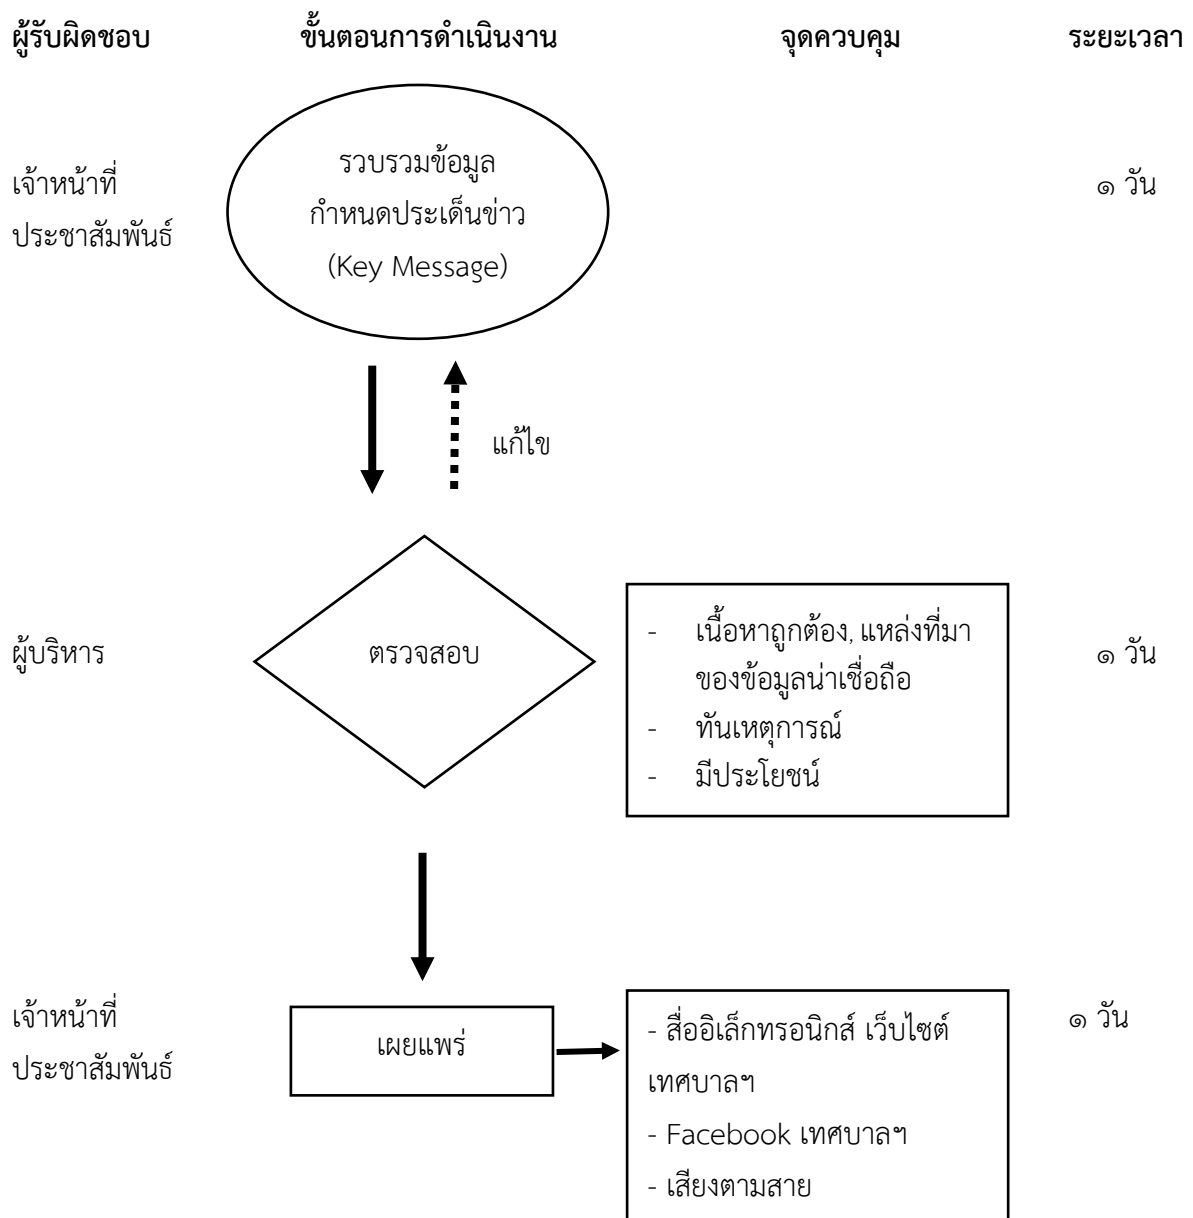 ผู้รับผิดชอบ ขั้นตอนการดำเนินงาน จุดควบคุม ระยะเวลา
เจ้าหน้าที่
ประชาสัมพันธ์
รวบรวมข้อมูล
กำหนดประเด็นข่าว
(Key Message)
๑ วัน
แก้ไข
ผู้บริหาร
ตรวจสอบ
- เนื้อหาถูกต้อง, แหล่งที่มา
ของข้อมูลน่าเชื่อถือ
- ทันเหตุการณ์
- มีประโยชน์
๑ วัน
เจ้าหน้าที่
ประชาสัมพันธ์
เผยแพร่
- สื่ออิเล็กทรอนิกส์ เว็บไซต์
เทศบาลฯ
- Facebook เทศบาลฯ
- เสียงตามสาย
๑ วัน